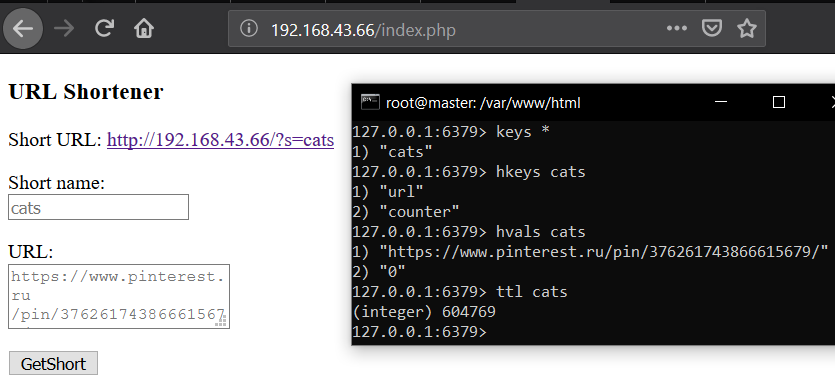 192.168.43.66/index.php
URL Shortener
Short URL: http://192.168.43.66/?s=cats
Short name:
cats
URL:
https://www.pinterest.
ru
/pin/37626174386661567
GetShort
root@master: /var/www/html
127.0.0.1:6379> keys *
1) "cats"
127.0.0.1:6379> hkeys cats
1) "url"
2) "counter"
127.0.0.1:6379> hvals cats
1) "https://www.pinterest.ru/pin/376261743866615679/"
2) "0"
127.0.0.1:6379> ttl cats
(integer) 604769
127.0.0.1:6379>